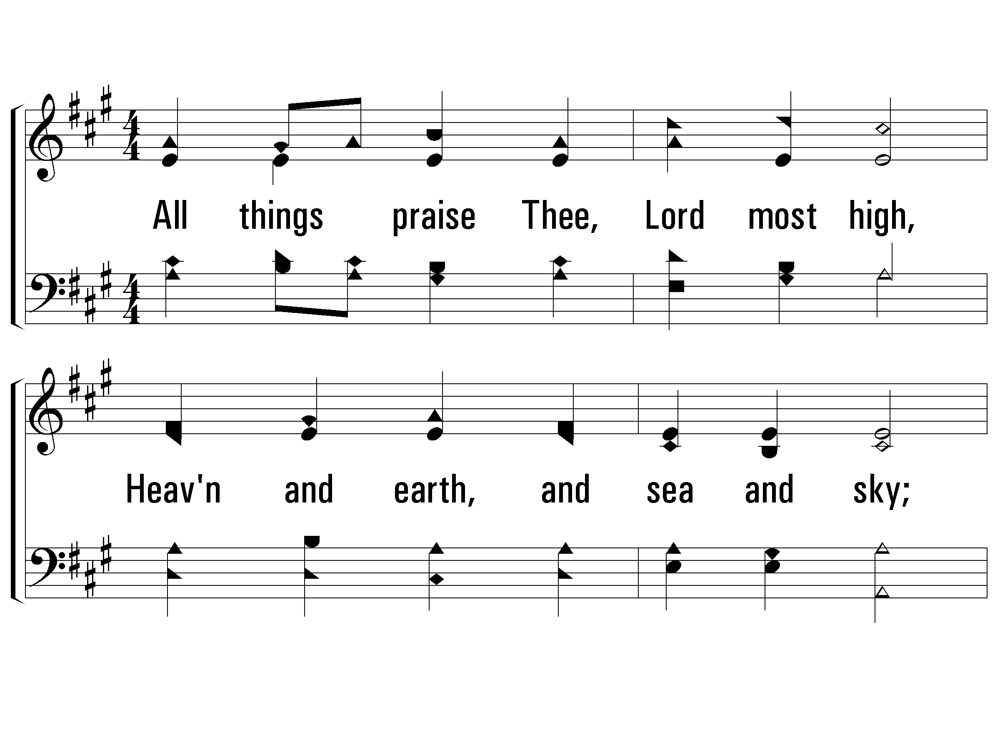 All things praise Thee, Lord most high,
Heav'n and earth, and sea and sky;